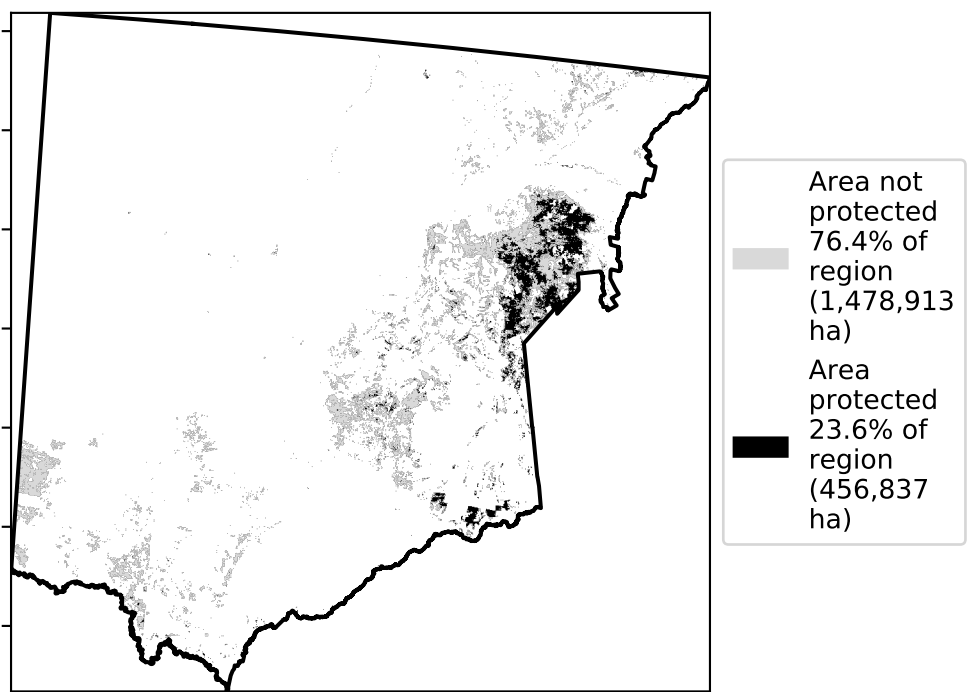 Area not
protected
76.4% of
region
(1,478,913
ha)
Area
protected
23.6% of
region
(456,837
ha)